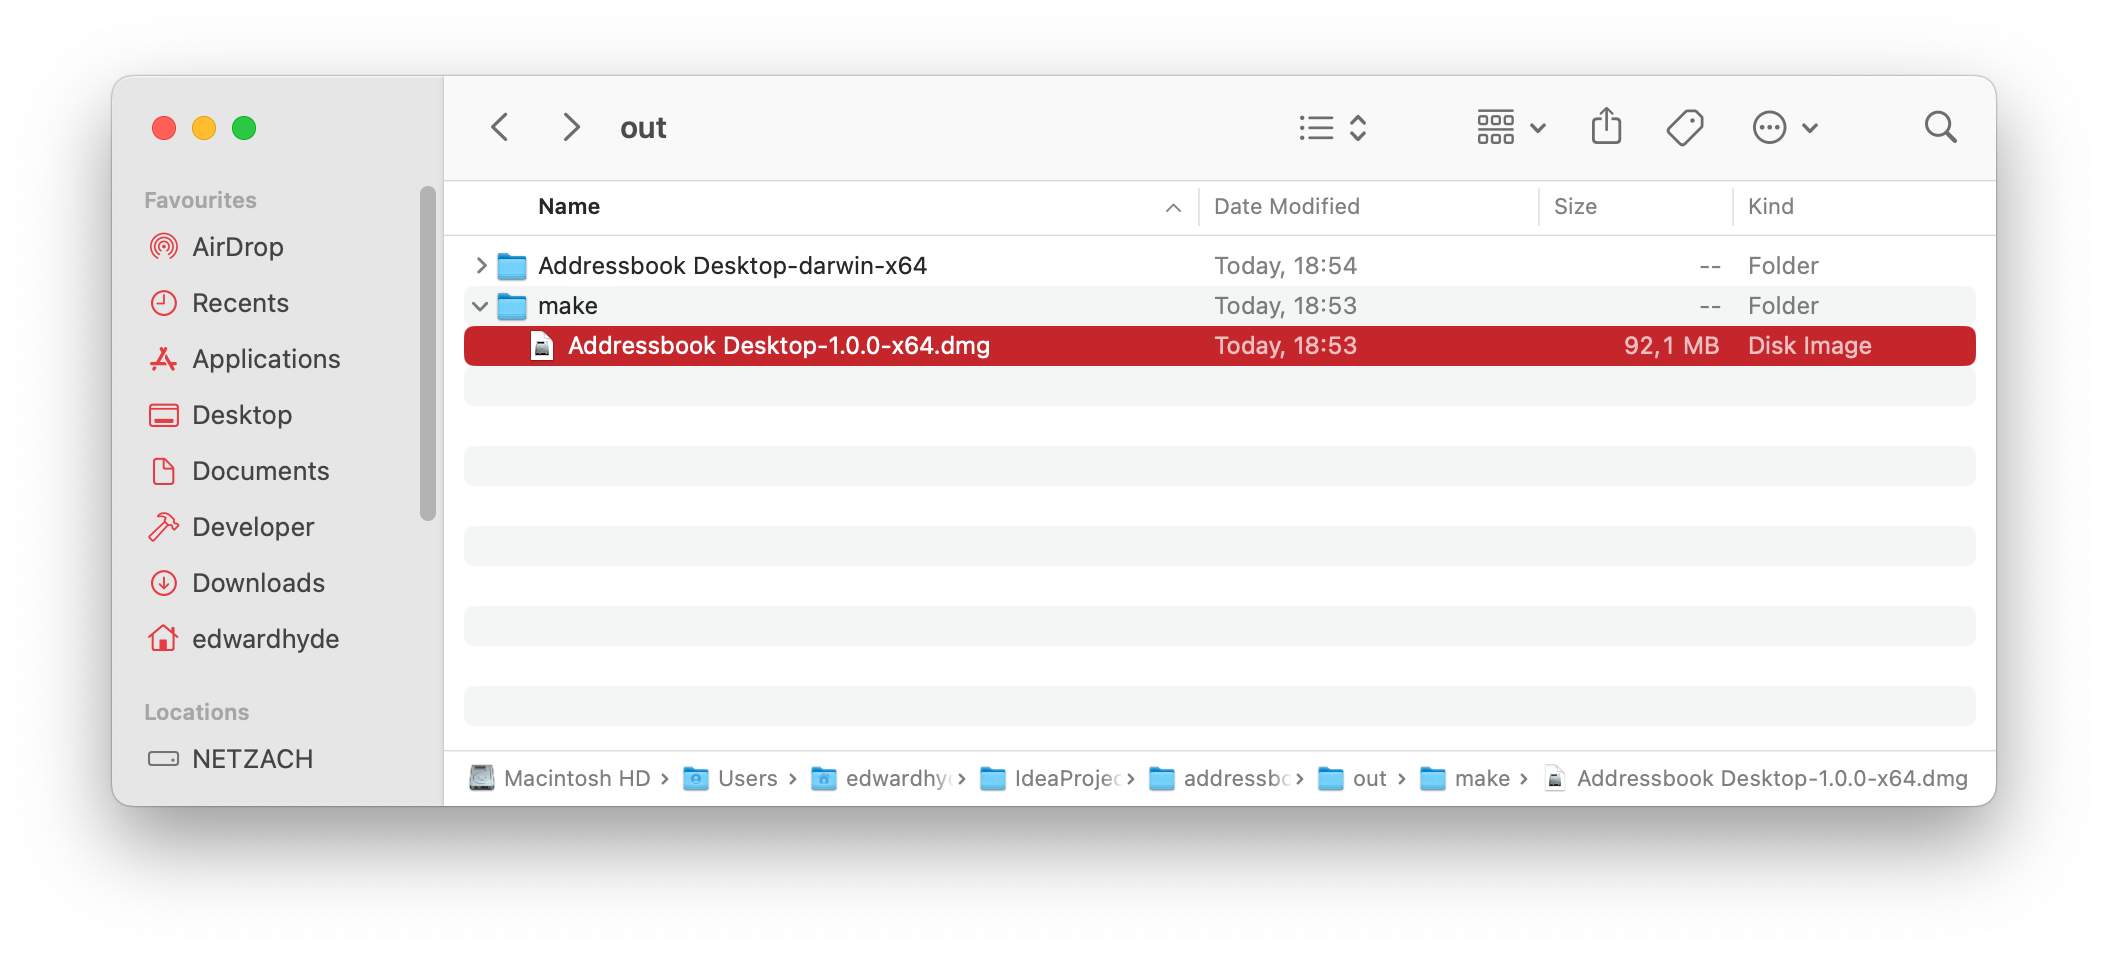 out
Favourites
AirDrop
Recents
Applications
Desktop
Documents
Developer
Downloads
edwardhyde
Locations
NETZACH
Name Date Modified Size Kind
Addressbook Desktop-darwin-x64 Today, 18:54 -- Folder
make Today, 18:53 -- Folder
Addressbook Desktop-1.0.0-x64.dmg Today, 18:53 92,1 MB Disk Image
Macintosh HD › Users › edwardhy › IdeaProjec › addressbo › out › make › Addressbook Desktop-1.0.0-x64.dmg